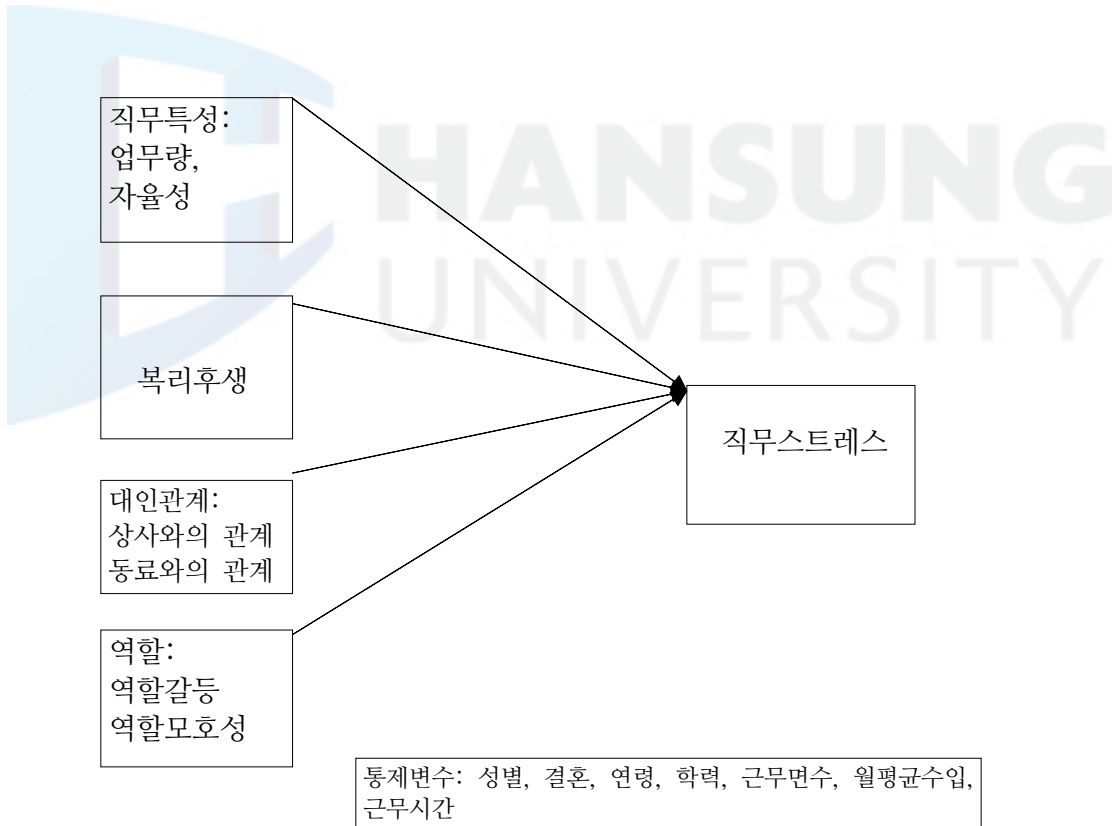 HANSUNG
UNIVERSITY
직무특성:
업무량,
자율성
복리후생
직무스트레스
대인관계:
상사와의 관계
동료와의 관계
역할:
역할갈등
역할모호성
통제변수: 성별, 결혼, 연령, 학력, 근무면수, 월평균수입,
근무시간